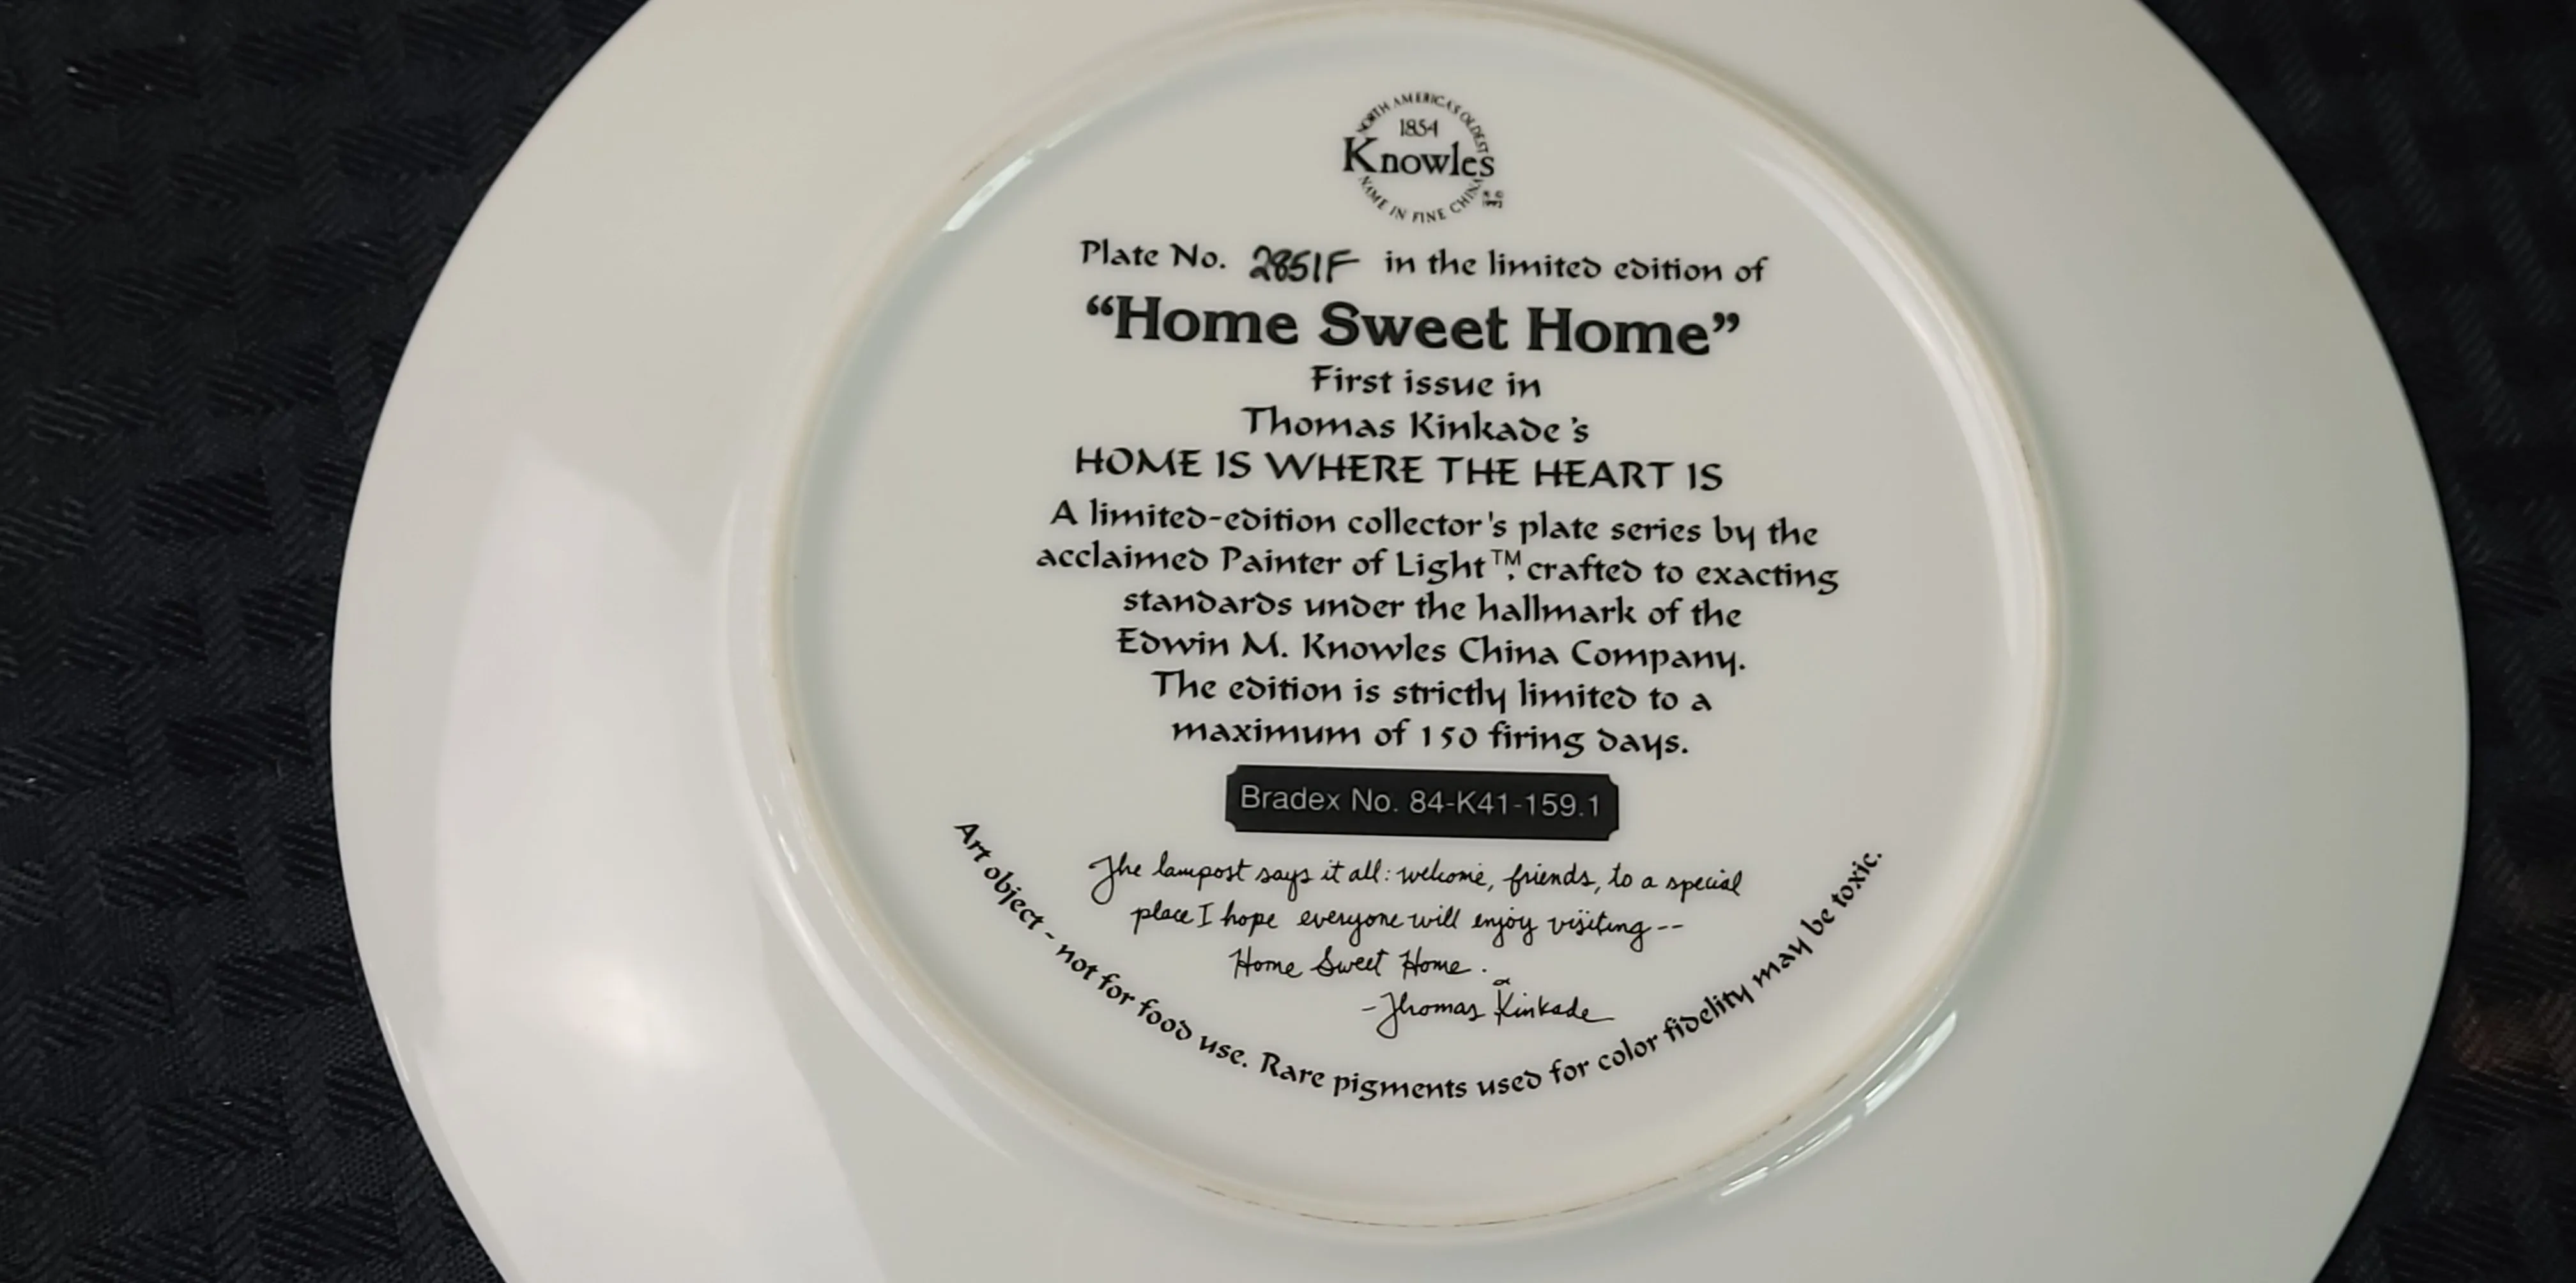 NORTH AMERICA'S OLDEST
1854
Knowles
NAME IN FINE CHINA
Plate No. 2851F in the limited edition of
“Home Sweet Home”
First issue in
Thomas Kinkade's
HOME IS WHERE THE HEART IS
A limited-edition collector's plate series by the
acclaimed Painter of Light™, crafted to exacting
standards under the hallmark of the
Edwin M. Knowles China Company.
The edition is strictly limited to a
maximum of 150 firing days.
Bradex No. 84-K41-159.1
The lampost says it all: welcome, friends, to a special
place I hope everyone will enjoy visiting--
Home Sweet Home.
-Thomas Kinkade
Art object - not for food use. Rare pigments used for color fidelity may be toxic.